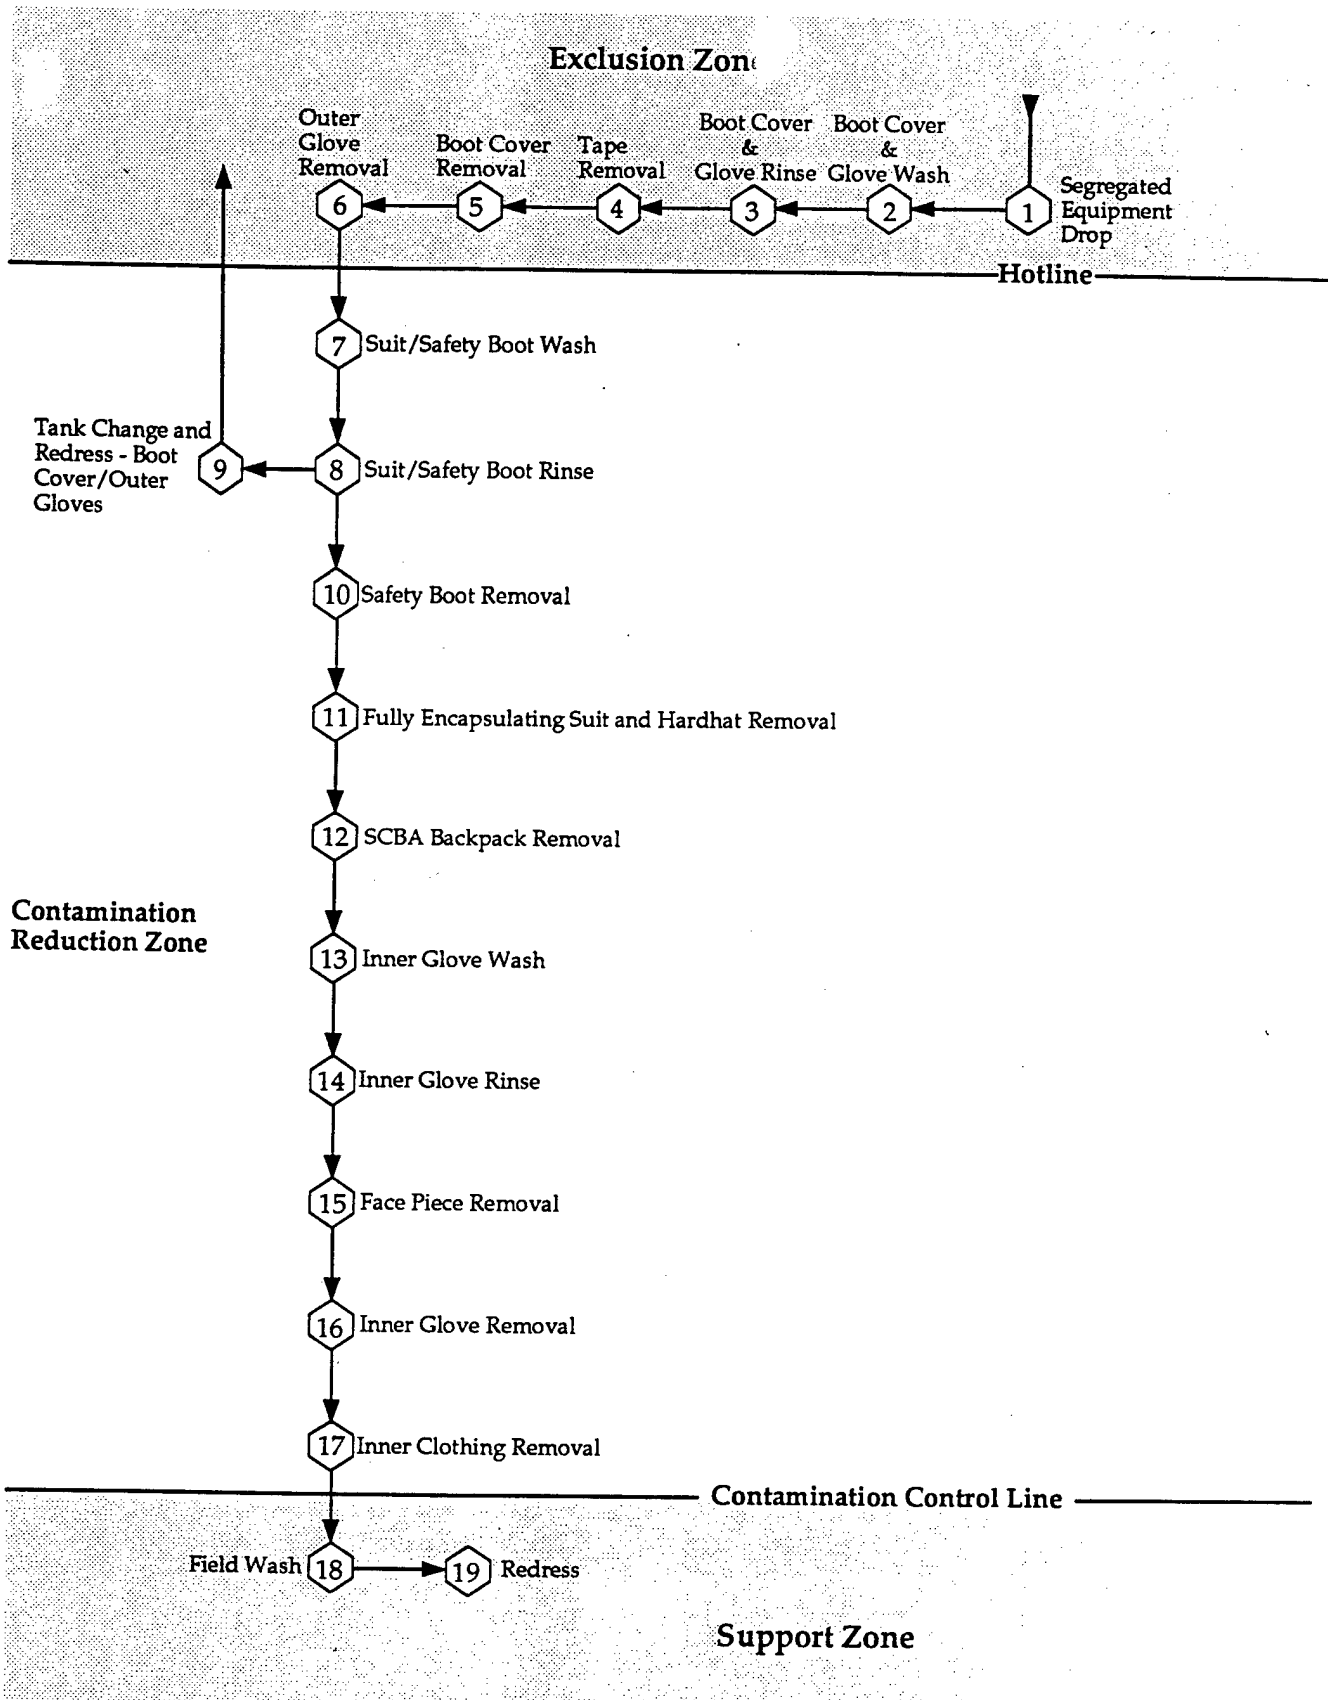 Exclusion Zone
Outer
Glove
Removal
6
Boot Cover
Removal
5
Tape
Removal
4
Boot Cover
&
Glove Rinse
3
Boot Cover
&
Glove Wash
2
1
Segregated
Equipment
Drop
Hotline
7 Suit/Safety Boot Wash
Tank Change and
Redress - Boot
Cover/Outer
Gloves
9
8 Suit/Safety Boot Rinse
10 Safety Boot Removal
11 Fully Encapsulating Suit and Hardhat Removal
12 SCBA Backpack Removal
Contamination
Reduction Zone
13 Inner Glove Wash
14 Inner Glove Rinse
15 Face Piece Removal
16 Inner Glove Removal
17 Inner Clothing Removal
Contamination Control Line
Field Wash 18
19 Redress
Support Zone